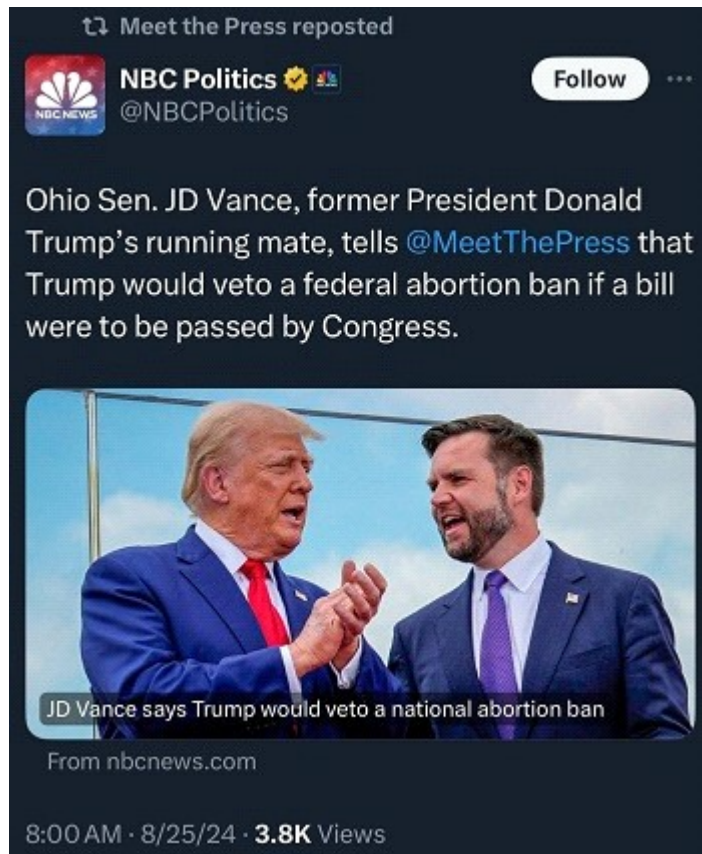 Meet the Press reposted
NBC Politics
Follow
NBC NEWS
@NBCPolitics
Ohio Sen. JD Vance, former President Donald
Trump’s running mate, tells @MeetThePress that
Trump would veto a federal abortion ban if a bill
were to be passed by Congress.
JD Vance says Trump would veto a national abortion ban
From nbcnews.com
8:00 AM · 8/25/24 · 3.8K Views